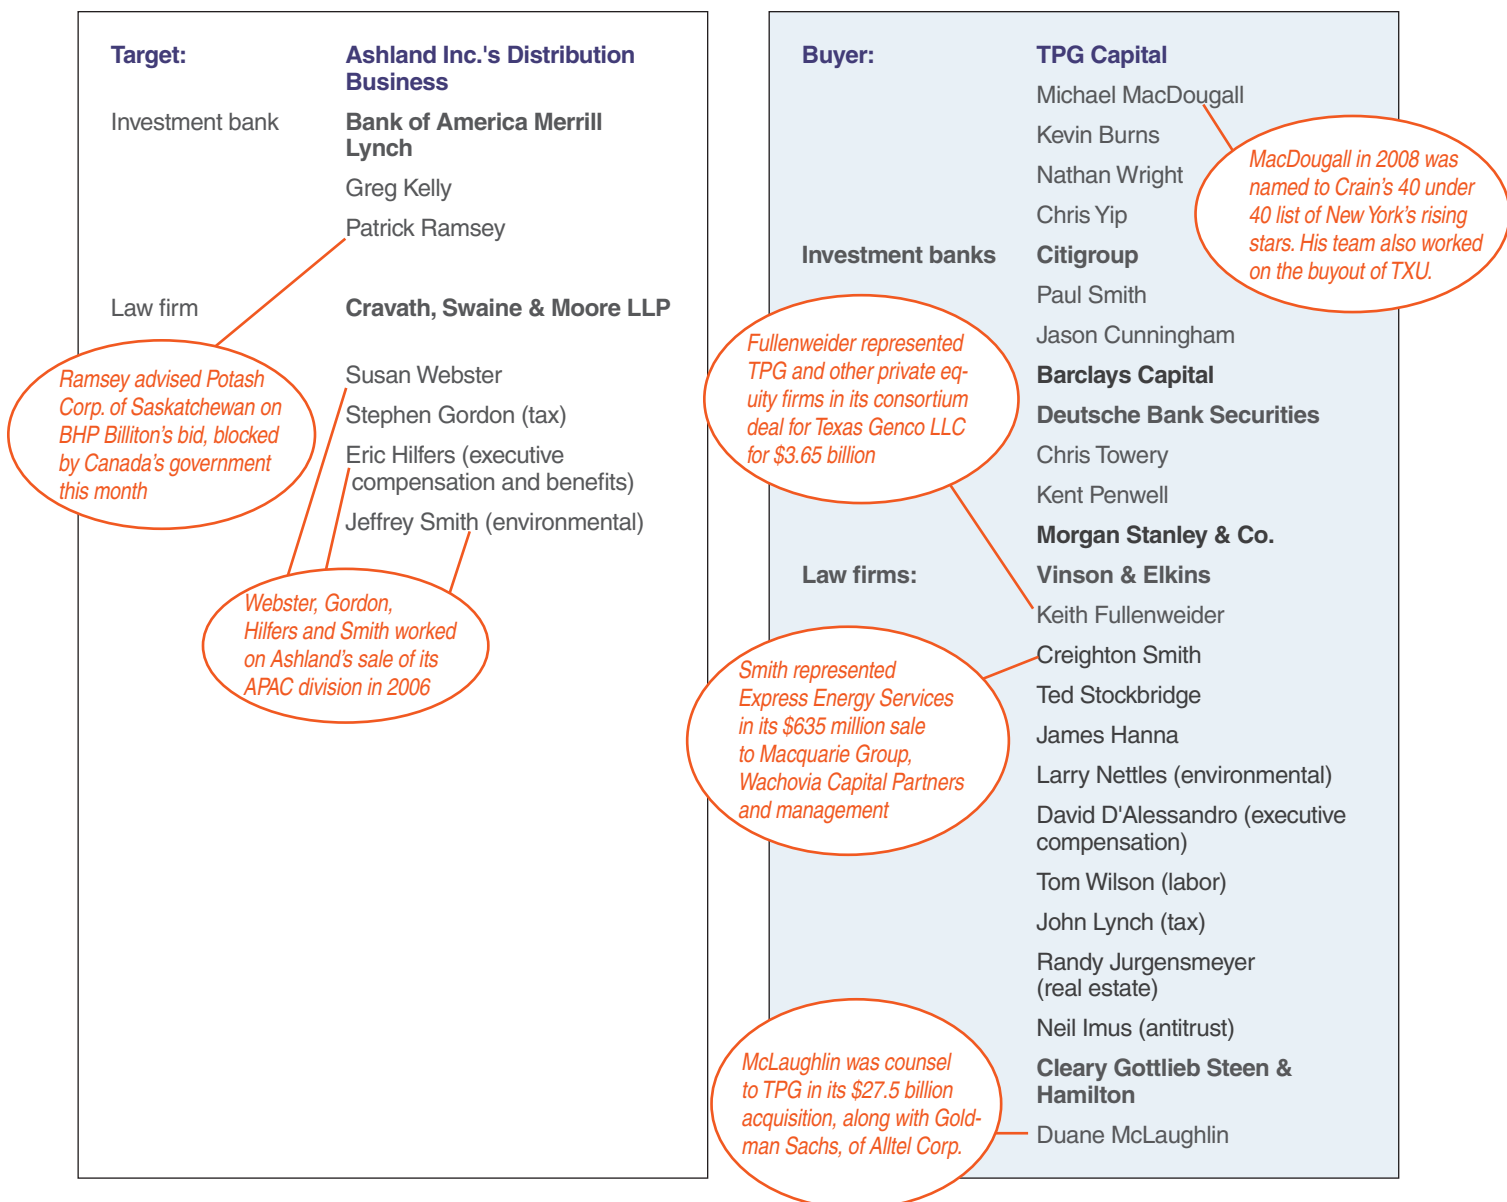 Target:
Ashland Inc.'s Distribution
Business
Investment bank
Bank of America Merrill
Lynch
Greg Kelly
Patrick Ramsey
Law firm
Cravath, Swaine & Moore LLP
Susan Webster
Stephen Gordon (tax)
Eric Hilfers (executive
compensation and benefits)
Jeffrey Smith (environmental)
Ramsey advised Potash
Corp. of Saskatchewan on
BHP Billiton’s bid, blocked
by Canada’s government
this month
Webster, Gordon,
Hilfers and Smith worked
on Ashland’s sale of its
APAC division in 2006
Buyer:
TPG Capital
Michael MacDougall
Kevin Burns
Nathan Wright
Chris Yip
MacDougall in 2008 was
named to Crain’s 40 under
40 list of New York’s rising
stars. His team also worked
on the buyout of TXU.
Investment banks
Citigroup
Paul Smith
Jason Cunningham
Barclays Capital
Deutsche Bank Securities
Chris Towery
Kent Penwell
Morgan Stanley & Co.
Fullenweider represented
TPG and other private eq-
uity firms in its consortium
deal for Texas Genco LLC
for $3.65 billion
Law firms:
Vinson & Elkins
Keith Fullenweider
Creighton Smith
Ted Stockbridge
James Hanna
Larry Nettles (environmental)
David D'Alessandro (executive
compensation)
Tom Wilson (labor)
John Lynch (tax)
Randy Jurgensmeyer
(real estate)
Neil Imus (antitrust)
Smith represented
Express Energy Services
in its $635 million sale
to Macquarie Group,
Wachovia Capital Partners
and management
Cleary Gottlieb Steen &
Hamilton
Duane McLaughlin
McLaughlin was counsel
to TPG in its $27.5 billion
acquisition, along with Gold-
man Sachs, of Alltel Corp.